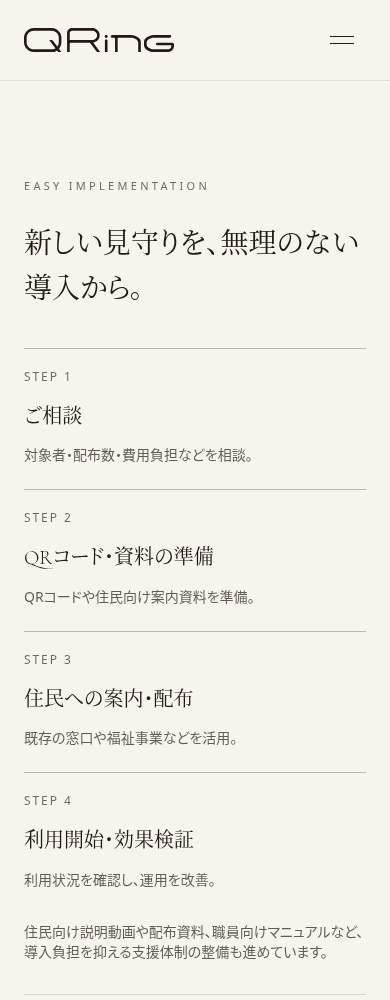 QRing
EASY IMPLEMENTATION
新しい見守りを、無理のない
導入から。
STEP 1
ご相談
対象者・配布数・費用負担などを相談。
STEP 2
QRコード・資料の準備
QRコードや住民向け案内資料を準備。
STEP 3
住民への案内・配布
既存の窓口や福祉事業などを活用。
STEP 4
利用開始・効果検証
利用状況を確認し、運用を改善。
住民向け説明動画や配布資料、職員向けマニュアルなど、
導入負担を抑える支援体制の整備も進めています。